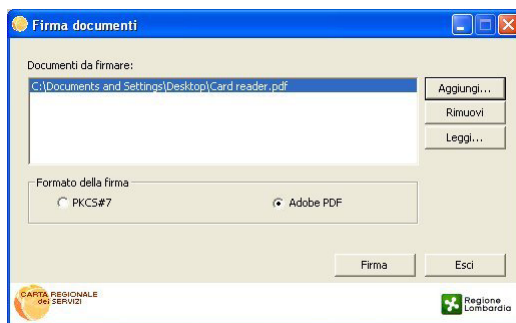 Firma documenti
Documenti da firmare:
C:\Documents and Settings\Desktop\Card reader.pdf
Aggiungi...
Rimuovi
Leggi...
Formato della firma
PKCS#7
Adobe PDF
Firma
Esci
CARTA REGIONALE
dei SERVIZI
Regione
Lombardia